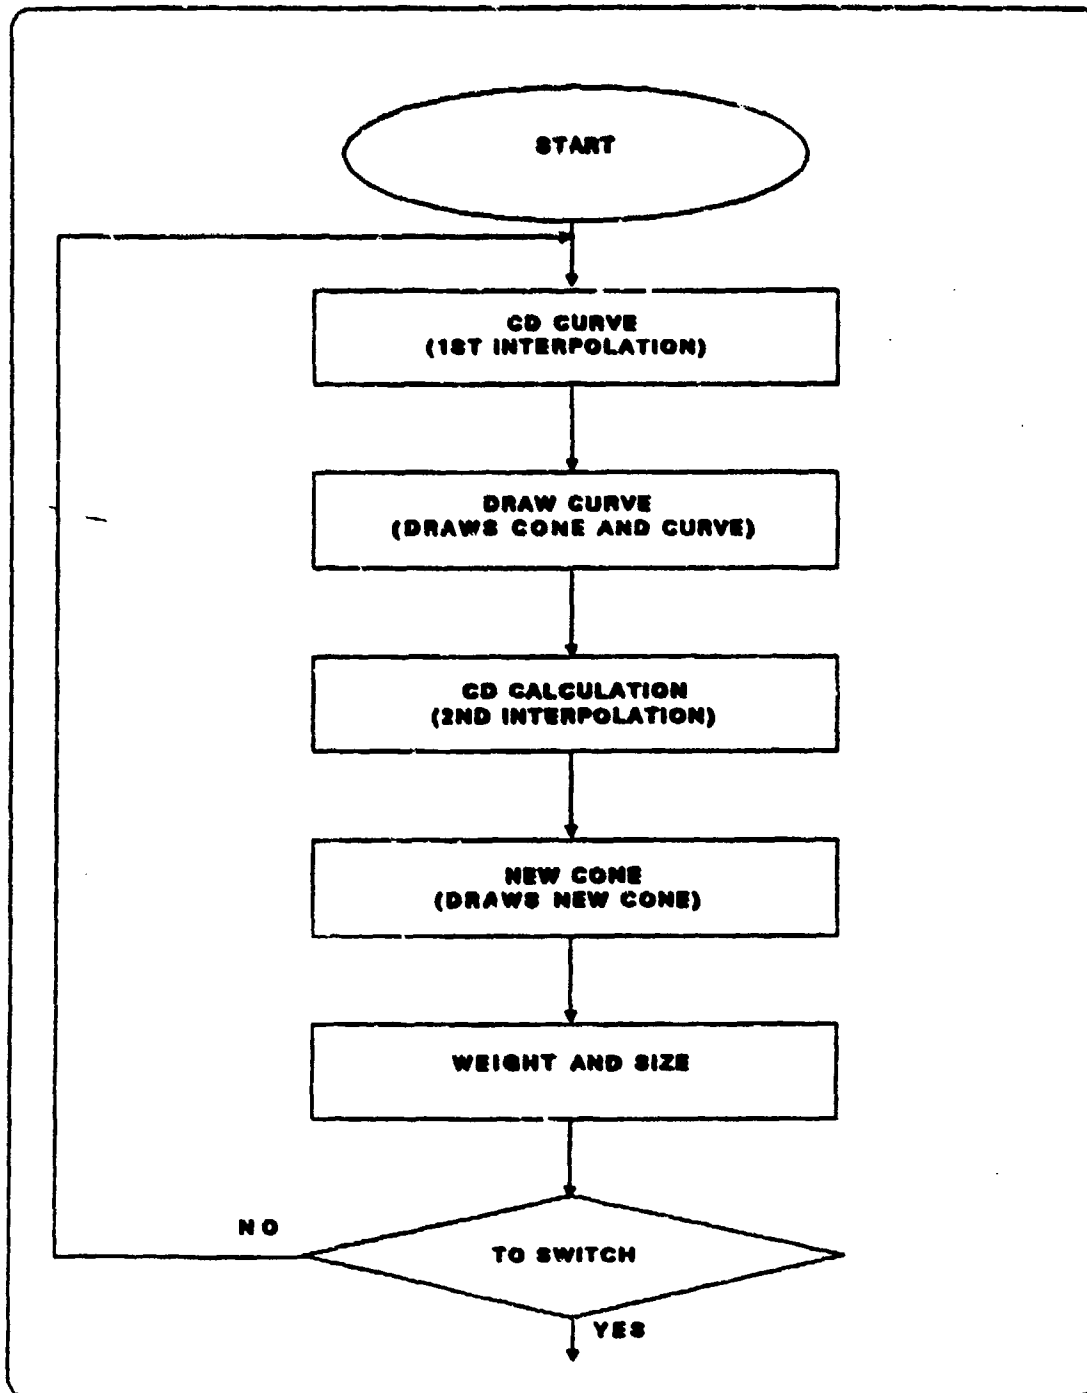 START
CD CURVE
(1ST INTERPOLATION)
DRAW CURVE
(DRAWS CONE AND CURVE)
CD CALCULATION
(2ND INTERPOLATION)
NEW CONE
(DRAWS NEW CONE)
WEIGHT AND SIZE
NO
TO SWITCH
YES